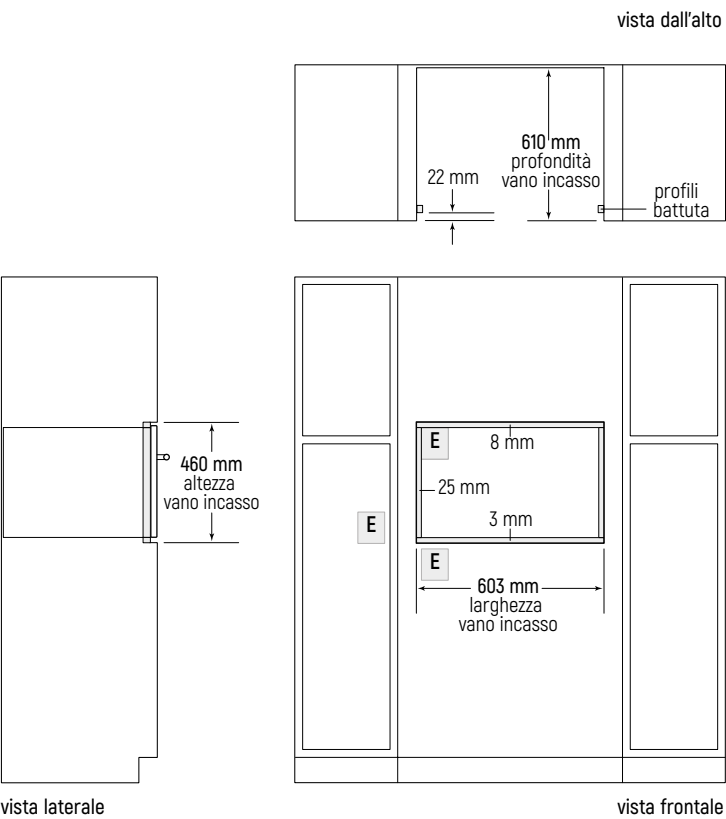 vista dall'alto
610 mm
profondità
vano incasso
22 mm
profili
battuta
E
8 mm
460 mm
altezza
vano incasso
25 mm
E
3 mm
E
603 mm
larghezza
vano incasso
vista laterale
vista frontale